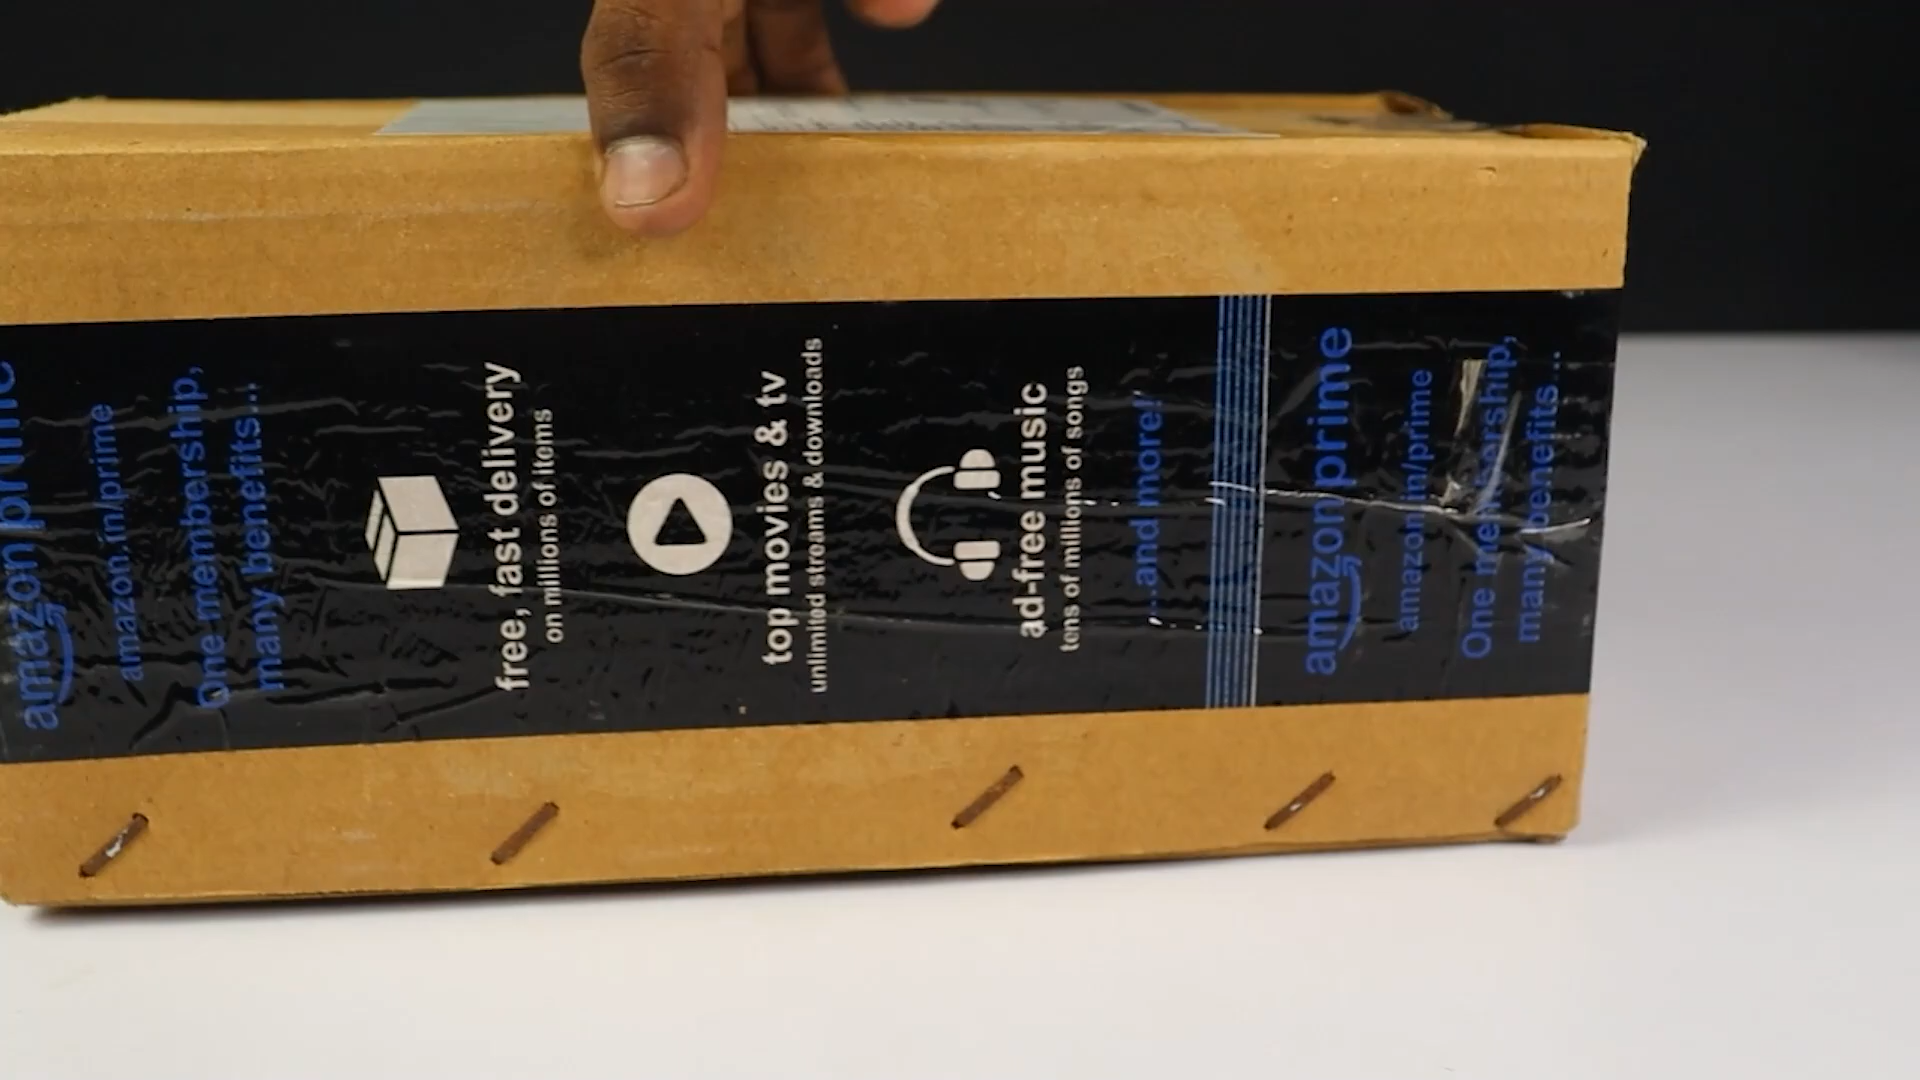 amazon prime
amazon.in/prime
One membership,
many benefits...
free, fast delivery
on millions of items
top movies & tv
unlimited streams & downloads
ad-free music
tens of millions of songs
...and more!
amazon prime
amazon.in/prime
One membership,
many benefits...